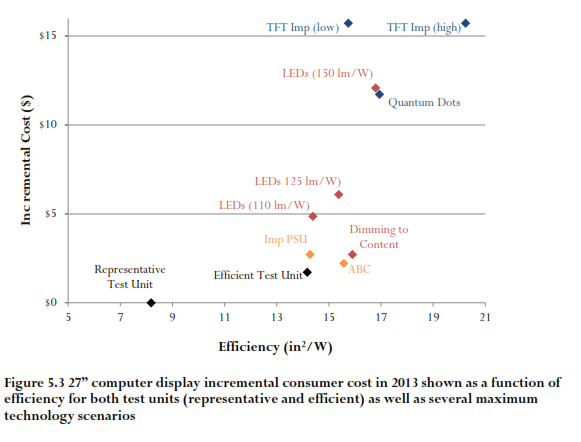 TFT Imp (low)
TFT Imp (high)
$15
LEDs (150 lm/W)
Quantum Dots
$10
LEDs 125 lm/W)
LEDs (110 lm/W)
$5
Dimming to
Content
Imp PSU
ABC
Efficient Test Unit
Representative
Test Unit
$0
Incremental Cost ($)
5 7 9 11 13 15 17 19 21
Efficiency (in²/W)
Figure 5.3 27” computer display incremental consumer cost in 2013 shown as a function of
efficiency for both test units (representative and efficient) as well as several maximum
technology scenarios